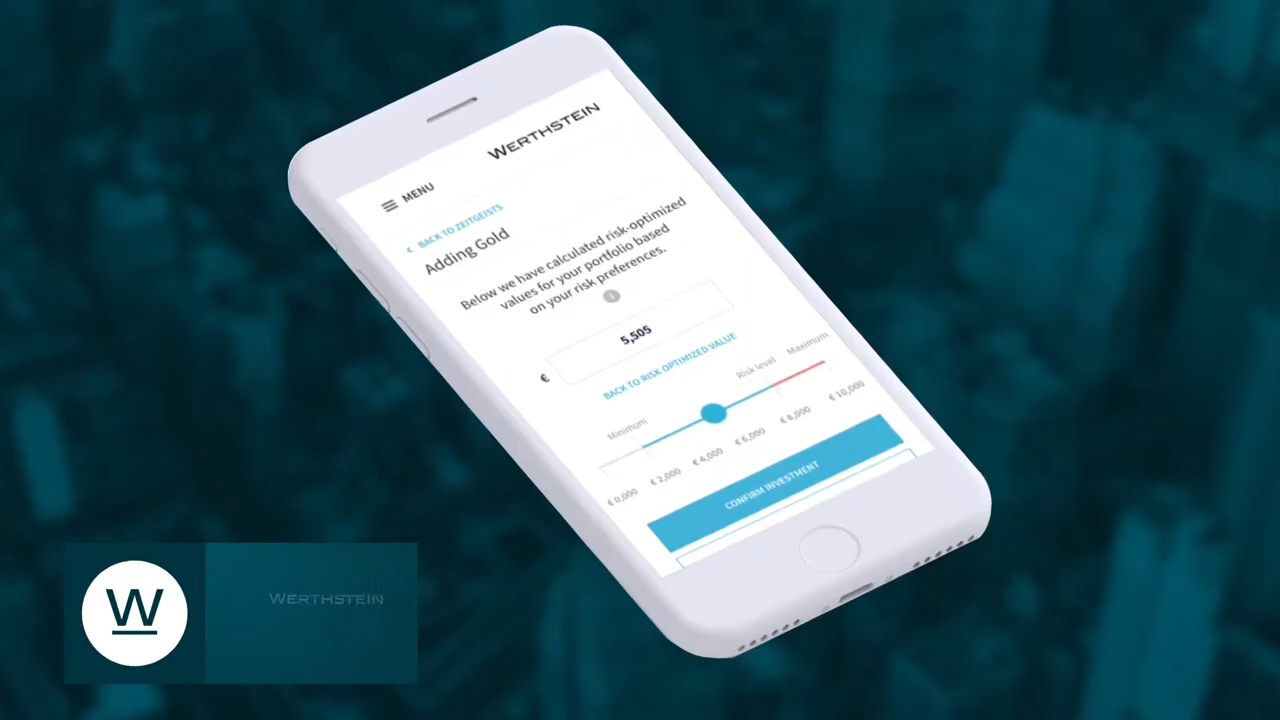 WERTHSTEIN
MENU
BACK TO ZEITGEISTS
Adding Gold
Below we have calculated risk-optimized
values for your portfolio based
on your risk preferences.
i
€ 5,505
BACK TO RISK OPTIMIZED VALUE
Minimum Risk level Maximum
€ 0,000 € 2,000 € 4,000 € 6,000 € 8,000 € 10,000
CONFIRM INVESTMENT
W
WERTHSTEIN